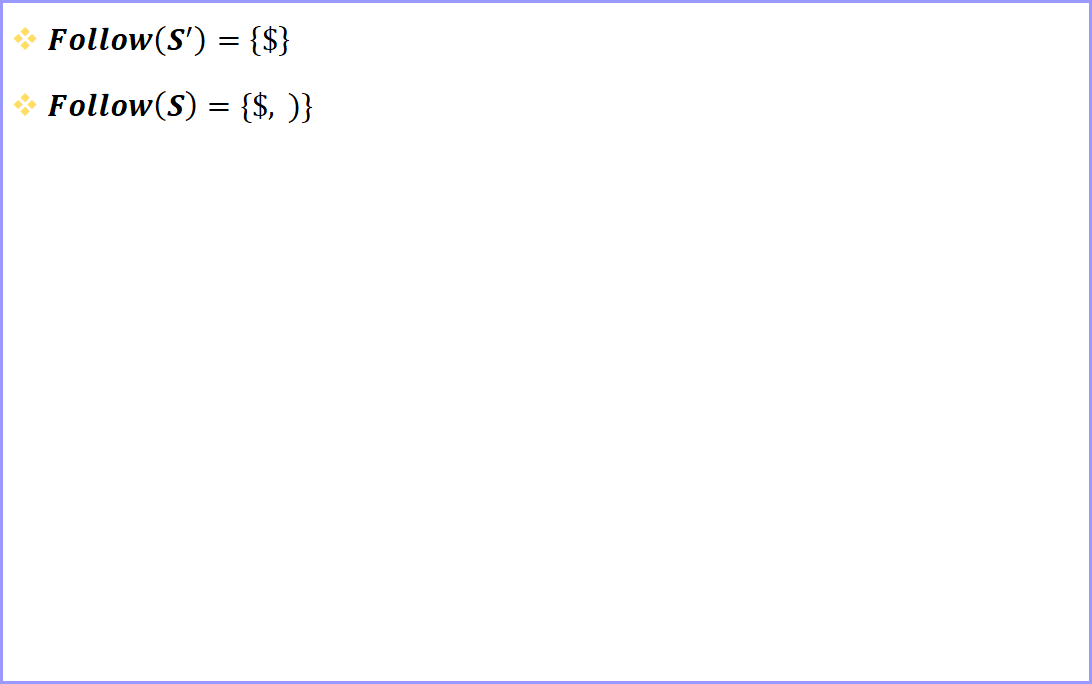 ❖ Follow(S′) = {$}
❖ Follow(S) = {$, )}